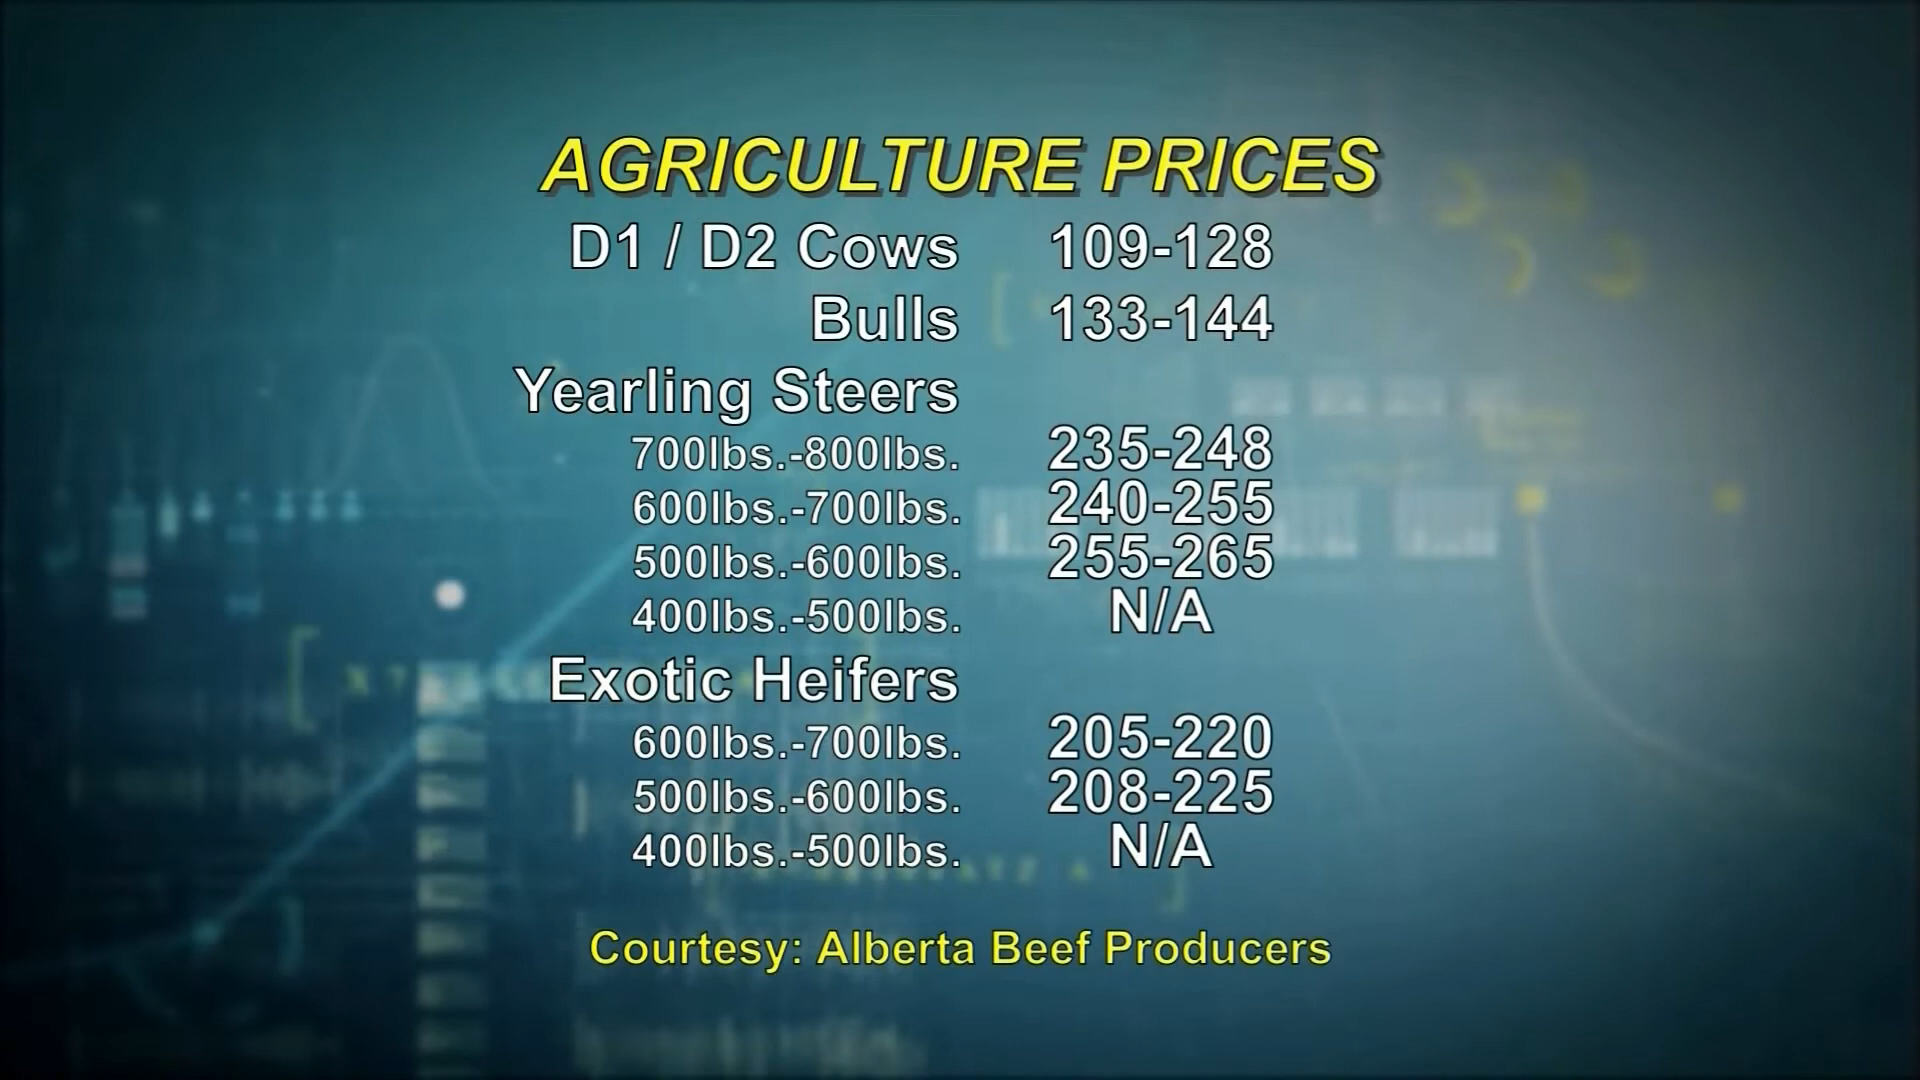 AGRICULTURE PRICES
D1 / D2 Cows 109-128
Bulls 133-144
Yearling Steers
700lbs.-800lbs. 235-248
600lbs.-700lbs. 240-255
500lbs.-600lbs. 255-265
400lbs.-500lbs. N/A
Exotic Heifers
600lbs.-700lbs. 205-220
500lbs.-600lbs. 208-225
400lbs.-500lbs. N/A
Courtesy: Alberta Beef Producers